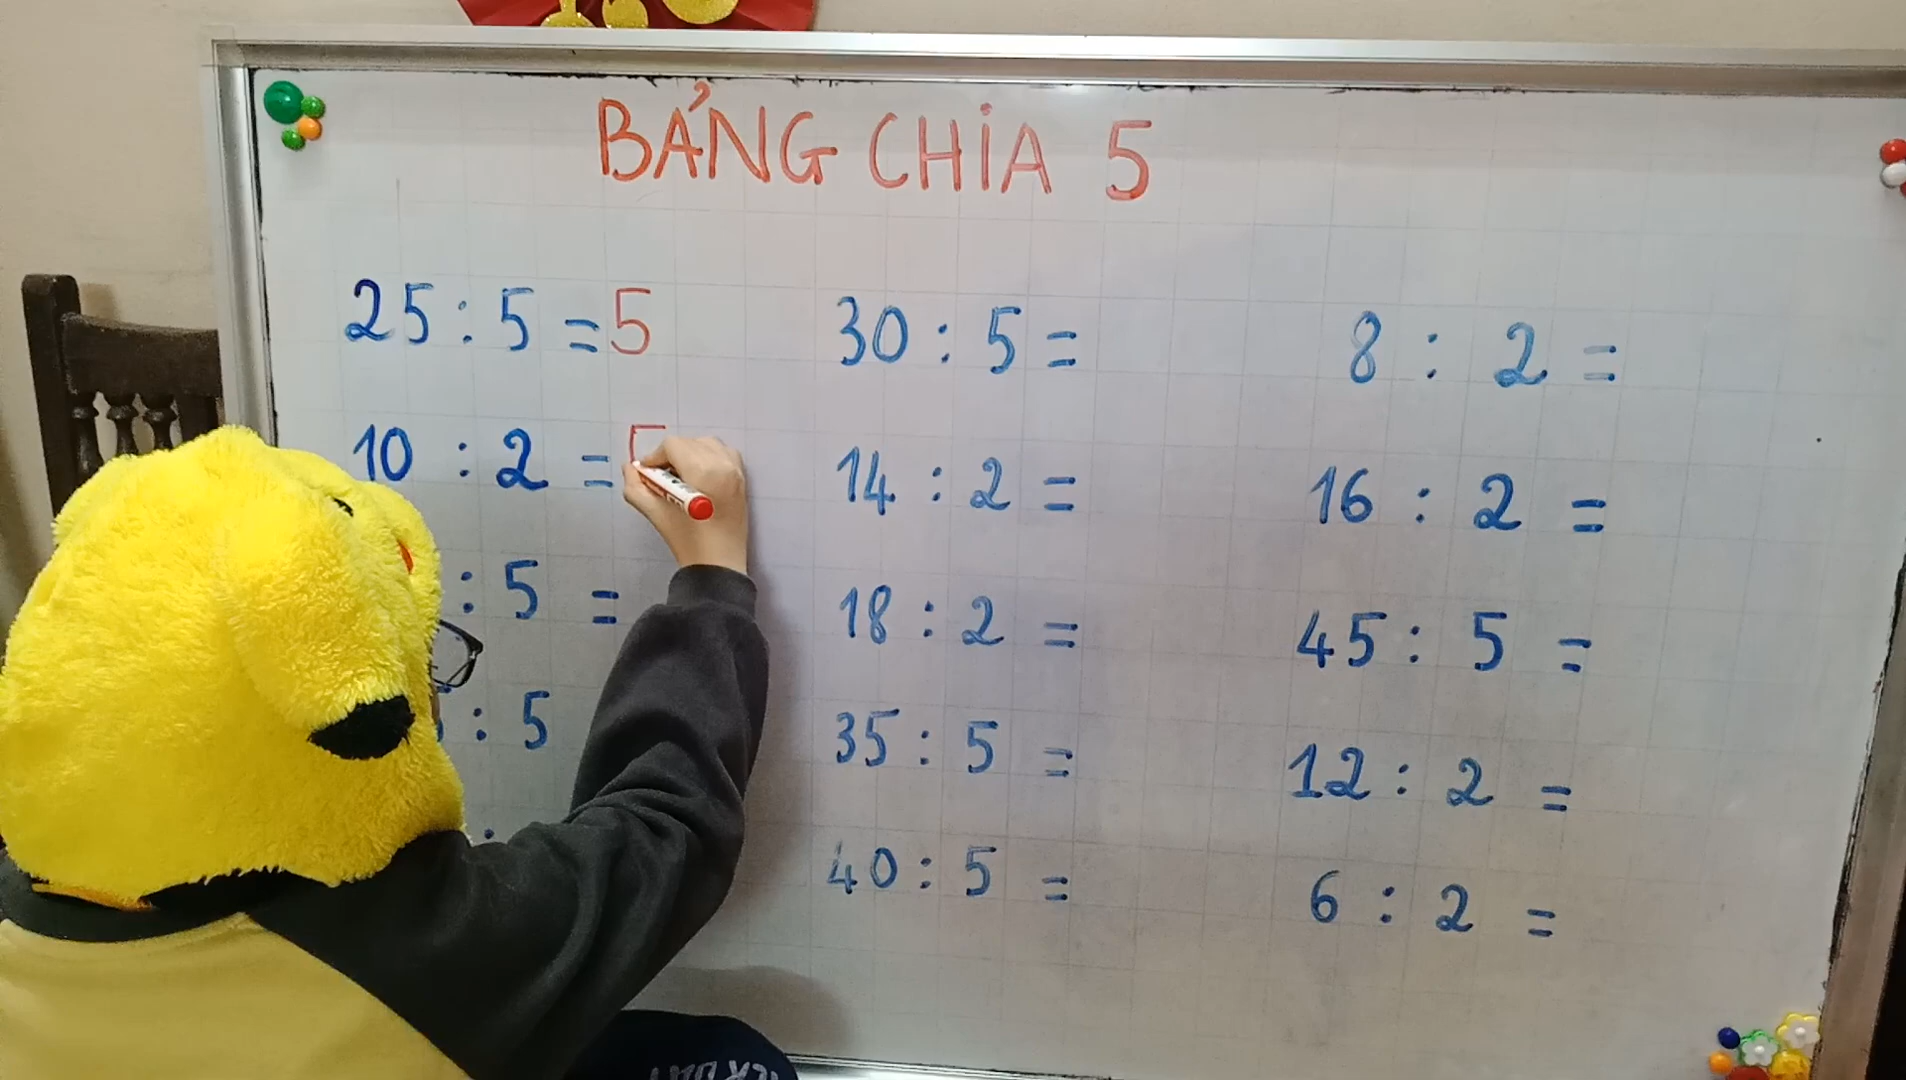 BẢNG CHIA 5
25 : 5 = 5
10 : 2 = 5
: 5 =
: 5
:
30 : 5 =
14 : 2 =
18 : 2 =
35 : 5 =
40 : 5 =
8 : 2 =
16 : 2 =
45 : 5 =
12 : 2 =
6 : 2 =